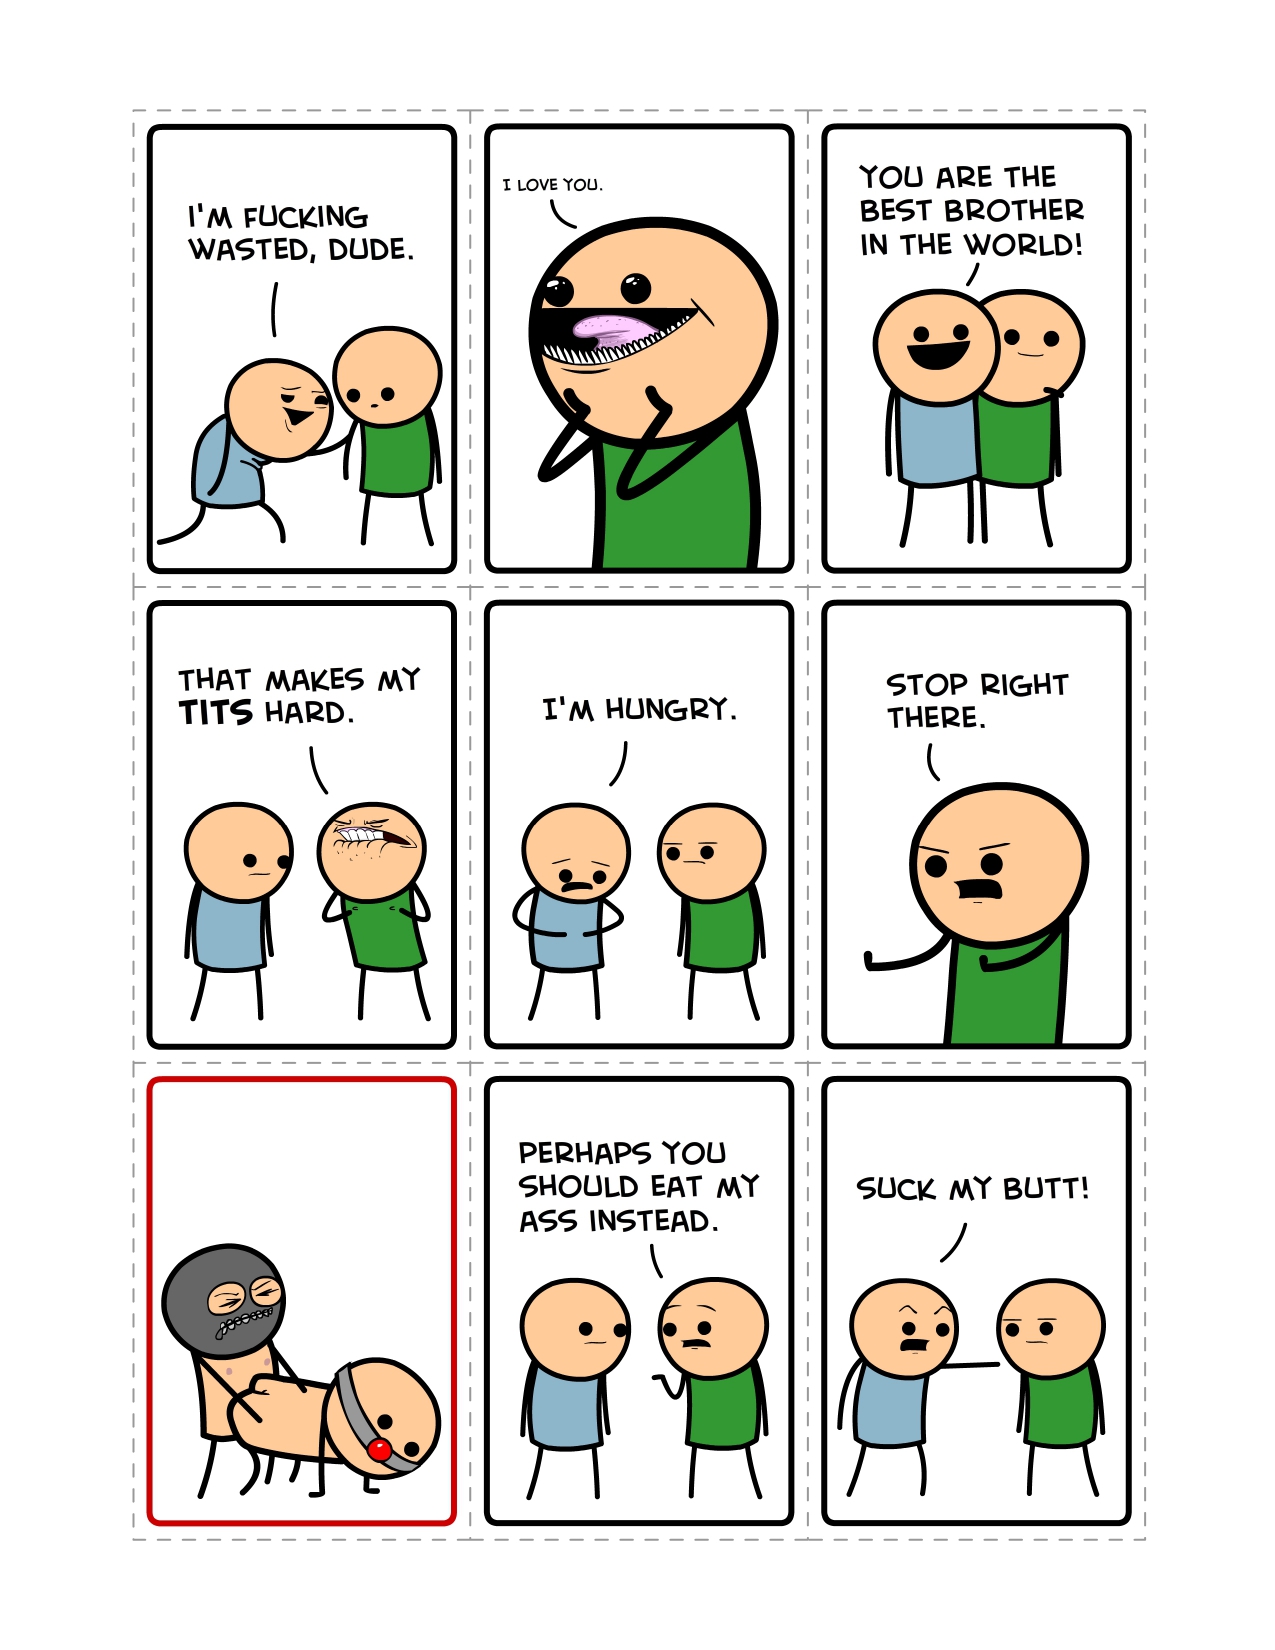 I'M FUCKING
WASTED, DUDE.
I LOVE YOU.
YOU ARE THE
BEST BROTHER
IN THE WORLD!
THAT MAKES MY
TITS HARD.
I'M HUNGRY.
STOP RIGHT
THERE.
PERHAPS YOU
SHOULD EAT MY
ASS INSTEAD.
SUCK MY BUTT!